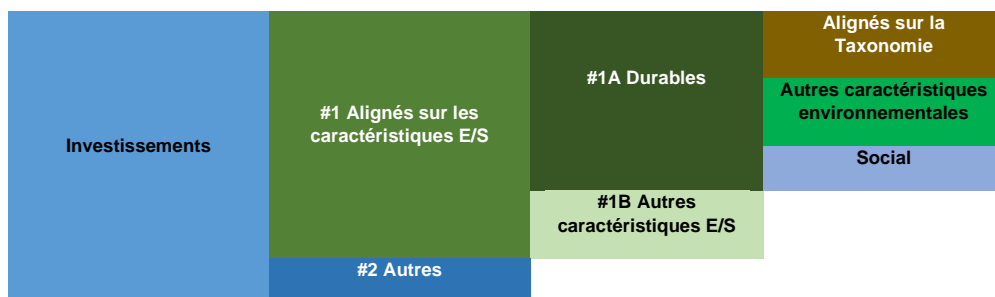 Investissements
#1 Alignés sur les
caractéristiques E/S
#2 Autres
#1A Durables
#1B Autres
caractéristiques E/S
Alignés sur la
Taxonomie
Autres caractéristiques
environnementales
Social